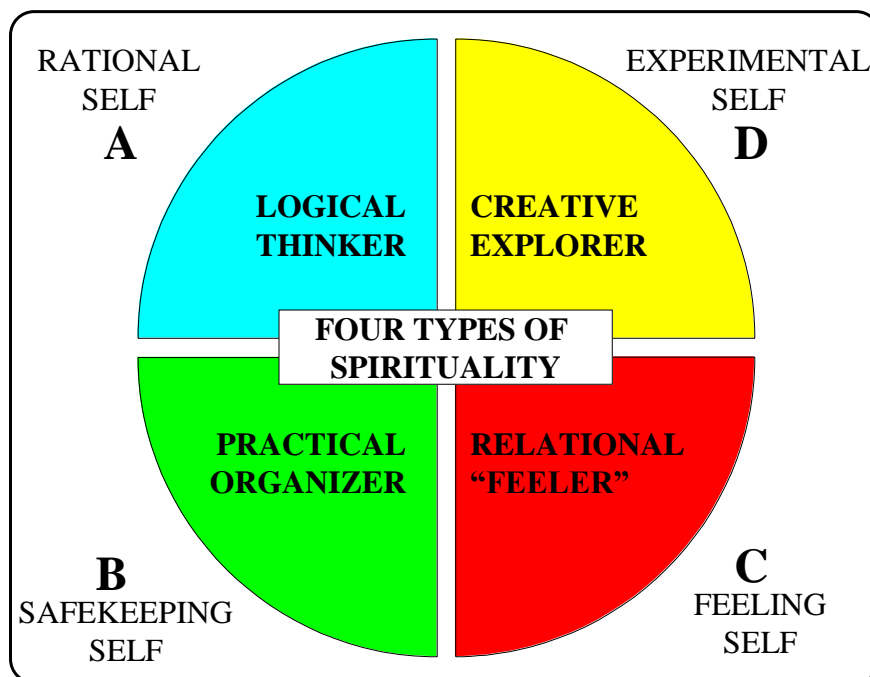 RATIONAL
SELF
A
EXPERIMENTAL
SELF
D
LOGICAL
THINKER
CREATIVE
EXPLORER
FOUR TYPES OF
SPIRITUALITY
PRACTICAL
ORGANIZER
RELATIONAL
“FEELER”
B
SAFEKEEPING
SELF
C
FEELING
SELF